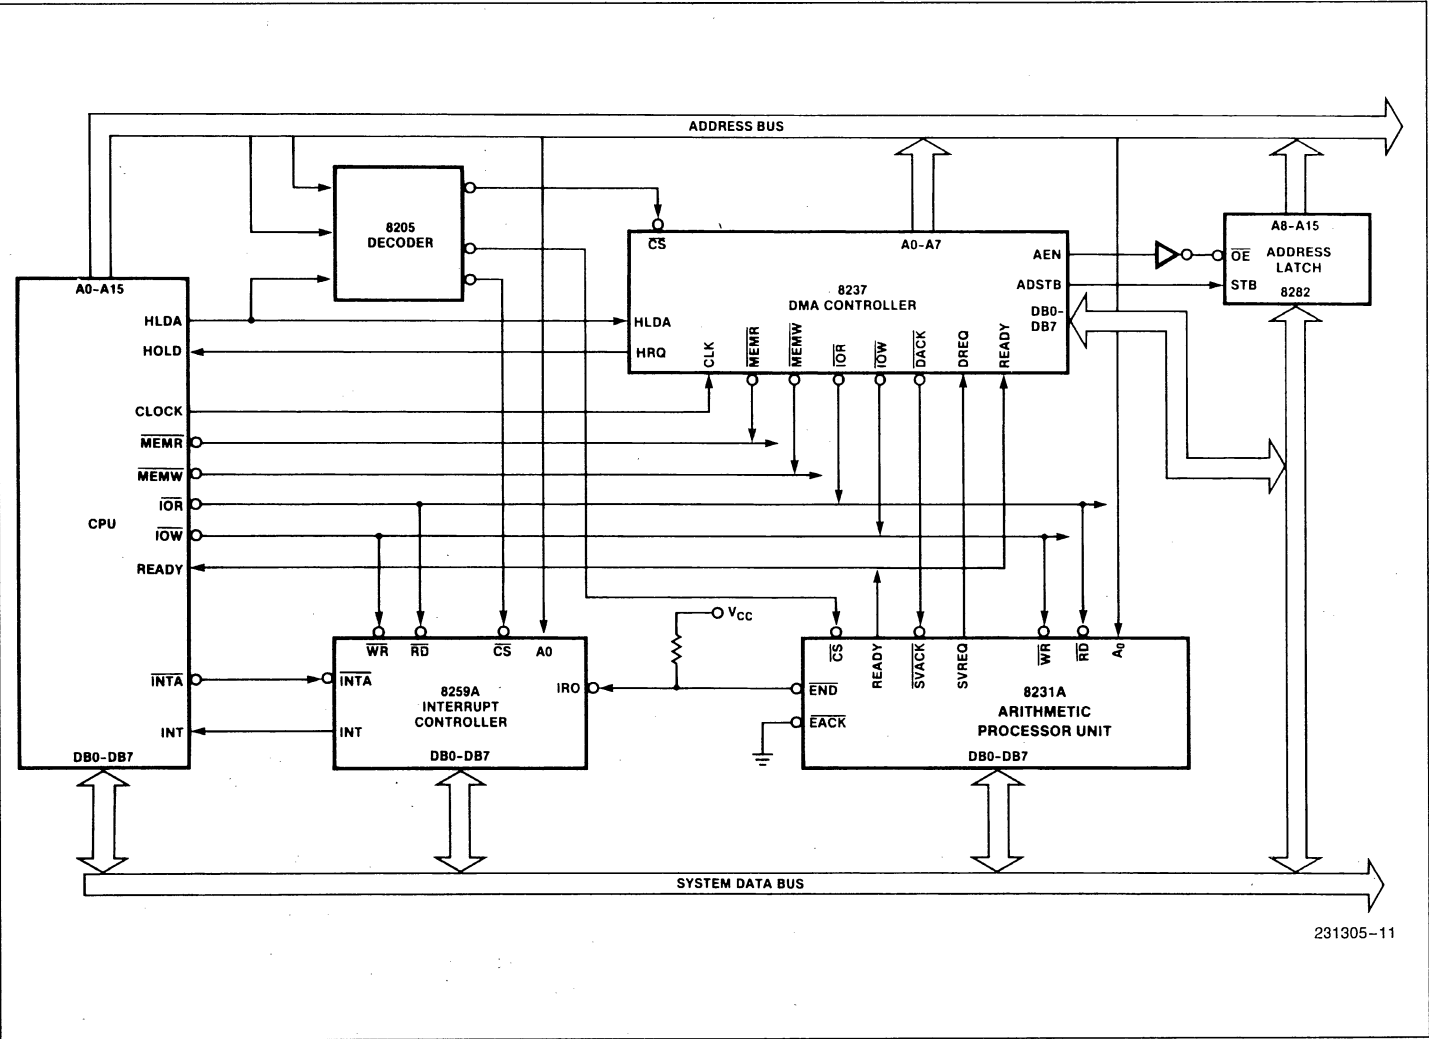 ADDRESS BUS
8205
DECODER
CS
A0-A7
8237
DMA CONTROLLER
AEN
ADSTB
DB0-
DB7
HLDA
HRQ
CLK
MEMR
MEMW
IOR
IOW
DACK
DREQ
READY
A8-A15
OE
ADDRESS
LATCH
STB
8282
A0-A15
HLDA
HOLD
CLOCK
MEMR
MEMW
IOR
CPU
IOW
READY
INTA
INT
DB0-DB7
WR
RD
CS
A0
INTA
8259A
INTERRUPT
CONTROLLER
IRO
INT
DB0-DB7
VCC
CS
READY
SVACK
SVREQ
WR
RD
A0
END
EACK
8231A
ARITHMETIC
PROCESSOR UNIT
DB0-DB7
SYSTEM DATA BUS
231305-11